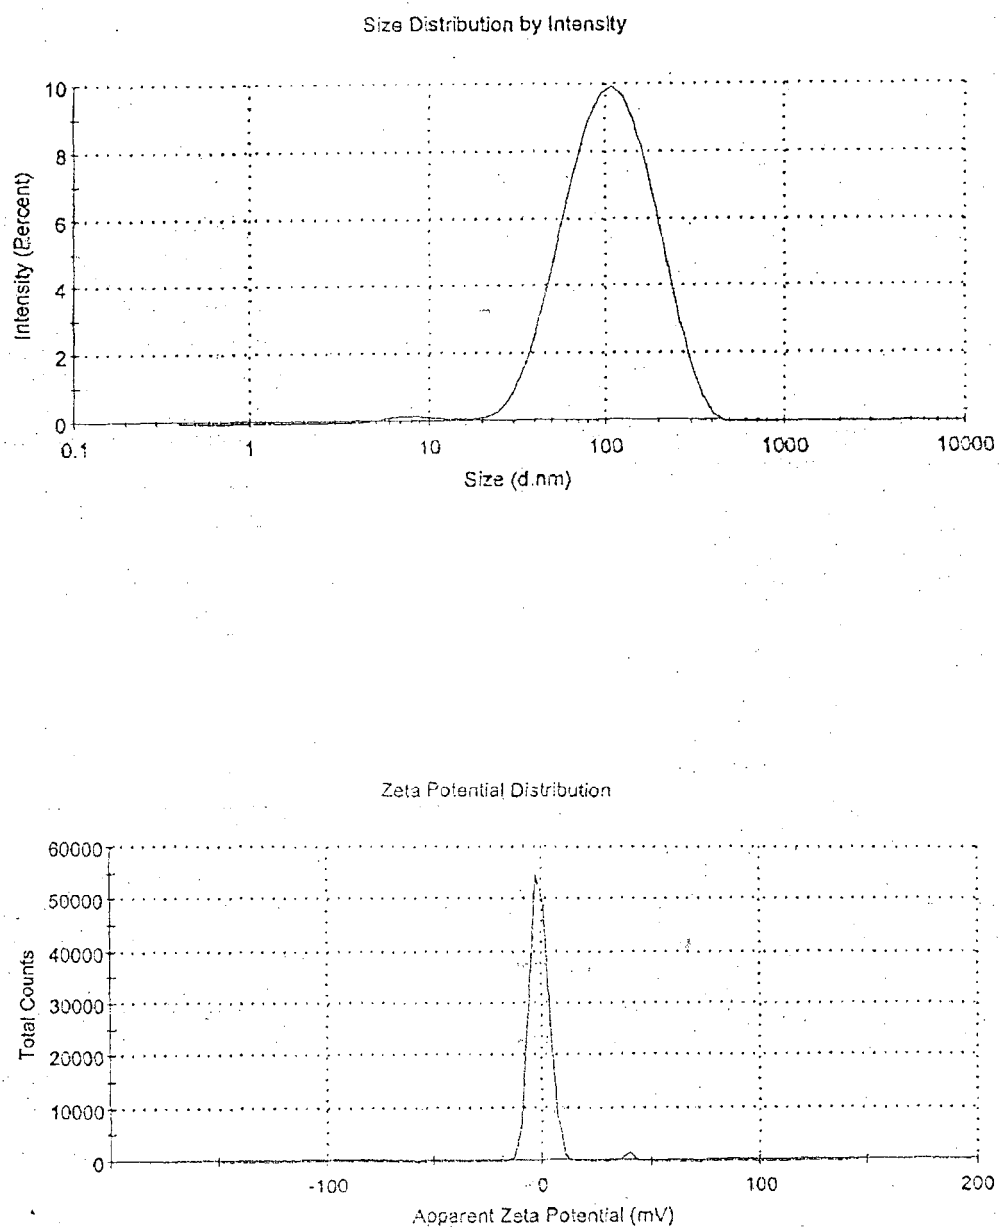 Size Distribution by Intensity
10
8
6
4
2
0
Intensity (Percent)
0.1 1 10 100 1000 10000
Size (d.nm)
Zeta Potential Distribution
60000
50000
40000
30000
20000
10000
0
Total Counts
-100 0 100 200
Apparent Zeta Potential (mV)